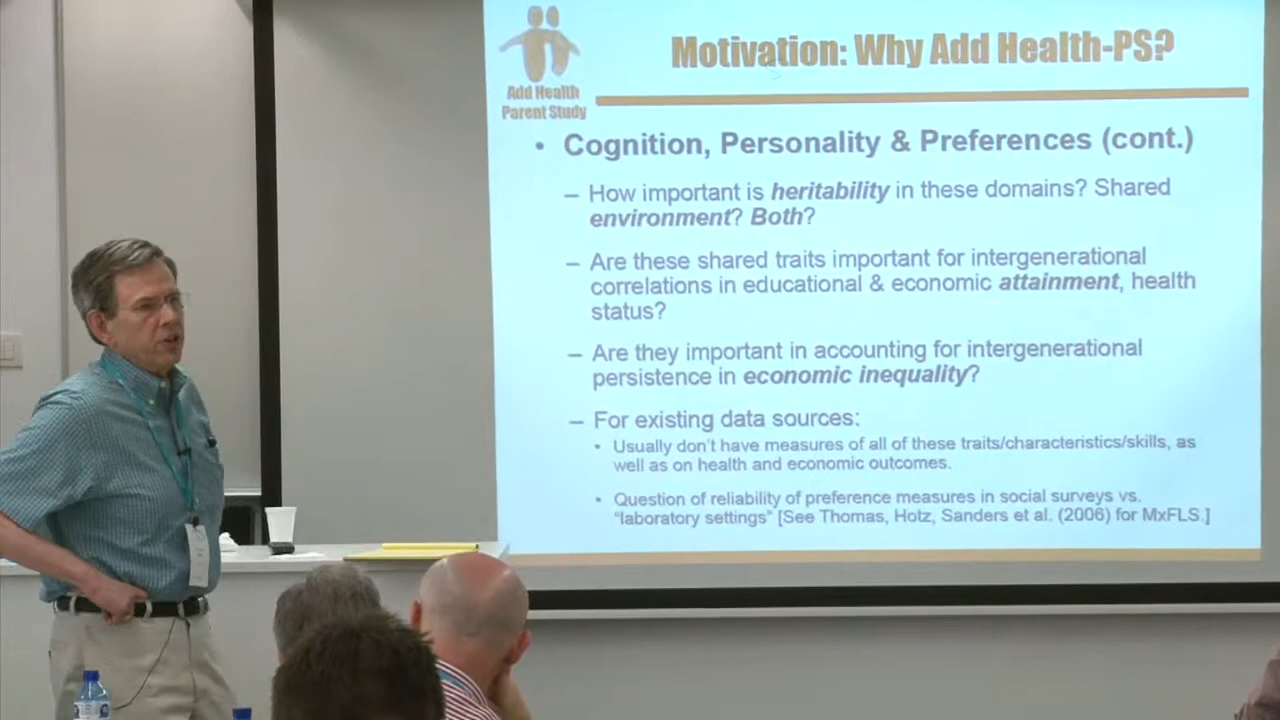 Add Health
Parent Study
Motivation: Why Add Health-PS?
• Cognition, Personality & Preferences (cont.)
– How important is heritability in these domains? Shared
environment? Both?
– Are these shared traits important for intergenerational
correlations in educational & economic attainment, health
status?
– Are they important in accounting for intergenerational
persistence in economic inequality?
– For existing data sources:
• Usually don't have measures of all of these traits/characteristics/skills, as
well as on health and economic outcomes.
• Question of reliability of preference measures in social surveys vs.
"laboratory settings" [See Thomas, Hotz, Sanders et al. (2006) for MxFLS.]